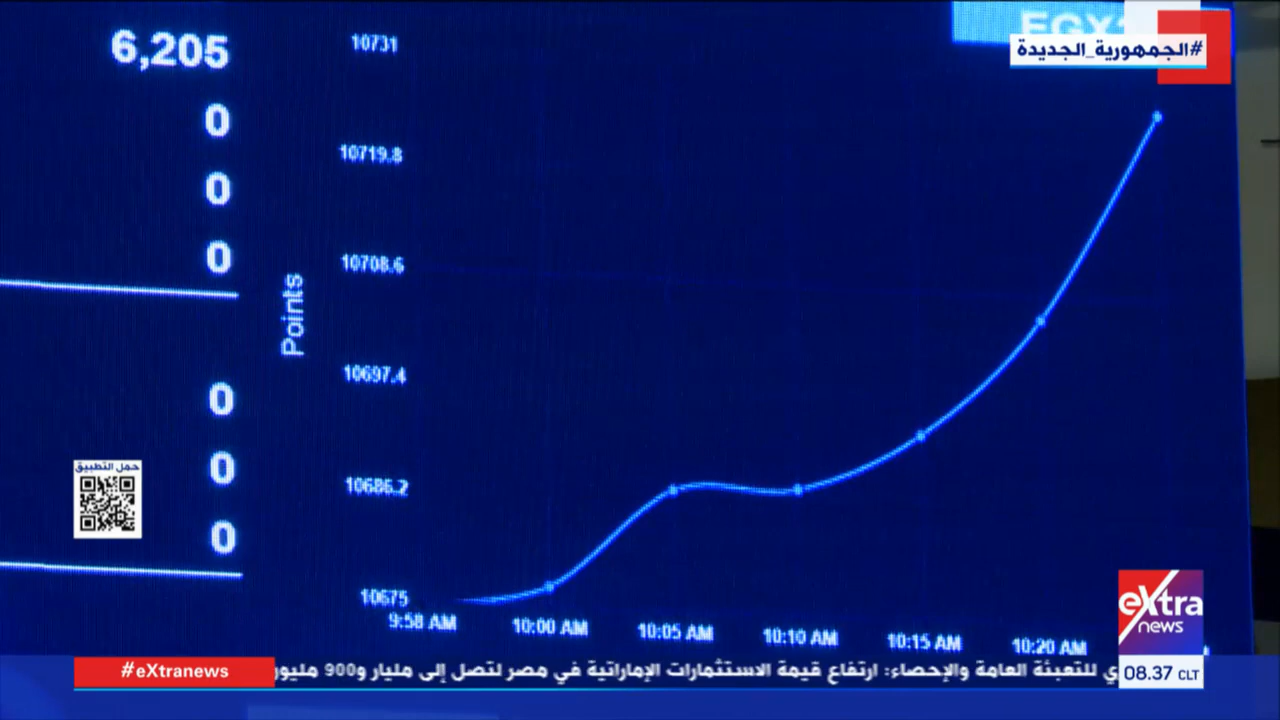 #الجمهورية_الجديدة
6,205
0
0
0
0
0
0
Points
10731
10719.8
10708.6
10697.4
10686.2
10675
9:58 AM
10:00 AM
10:05 AM
10:10 AM
10:15 AM
10:20 AM
حمل التطبيق
eXtra
news
08.37 CLT
#eXtranews
للتعبئة العامة والإحصاء: ارتفاع قيمة الاستثمارات الإماراتية في مصر لتصل إلى مليار و900